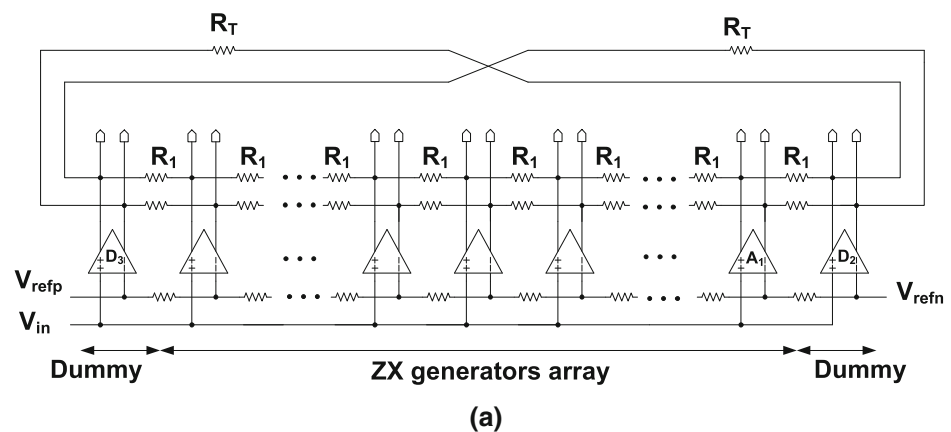 R_T R_T
R_1 R_1 R_1 R_1 R_1 R_1 R_1 R_1
D_3 A_1 D_2
V_refp V_refn
V_in
Dummy ZX generators array Dummy
(a)